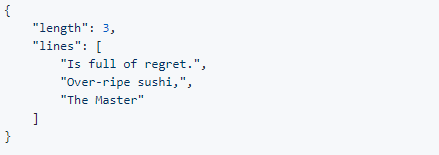 {
    "length": 3,
    "lines": [
        "Is full of regret.",
        "Over-ripe sushi,",
        "The Master"
    ]
}